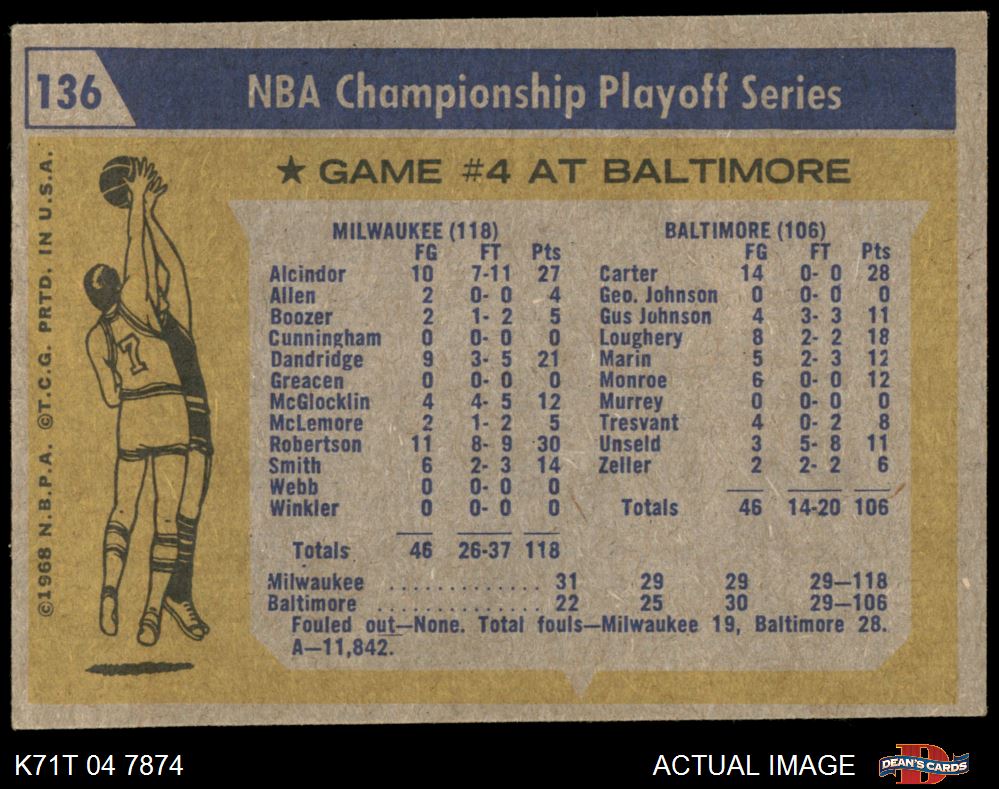 136
NBA Championship Playoff Series
★ GAME #4 AT BALTIMORE
©1968 N.B.P.A. ©T.C.G. PRTD. IN U.S.A.
7
MILWAUKEE (118)
FG FT Pts
Alcindor 10 7-11 27
Allen 2 0- 0 4
Boozer 2 1- 2 5
Cunningham 0 0- 0 0
Dandridge 9 3- 5 21
Greacen 0 0- 0 0
McGlocklin 4 4- 5 12
McLemore 2 1- 2 5
Robertson 11 8- 9 30
Smith 6 2- 3 14
Webb 0 0- 0 0
Winkler 0 0- 0 0
Totals 46 26-37 118
BALTIMORE (106)
FG FT Pts
Carter 14 0- 0 28
Geo. Johnson 0 0- 0 0
Gus Johnson 4 3- 3 11
Loughery 8 2- 2 18
Marin 5 2- 3 12
Monroe 6 0- 0 12
Murrey 0 0- 0 0
Tresvant 4 0- 2 8
Unseld 3 5- 8 11
Zeller 2 2- 2 6
Totals 46 14-20 106
Milwaukee . . . . . . . . . . . . . 31 29 29 29—118
Baltimore . . . . . . . . . . . . . 22 25 30 29—106
Fouled out—None. Total fouls—Milwaukee 19, Baltimore 28.
A—11,842.
K71T 04 7874
ACTUAL IMAGE
DEAN'S CARDS